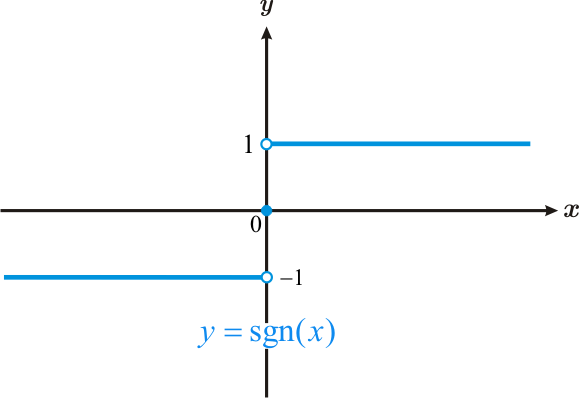 y
1
x
0
−1
y = sgn(x)